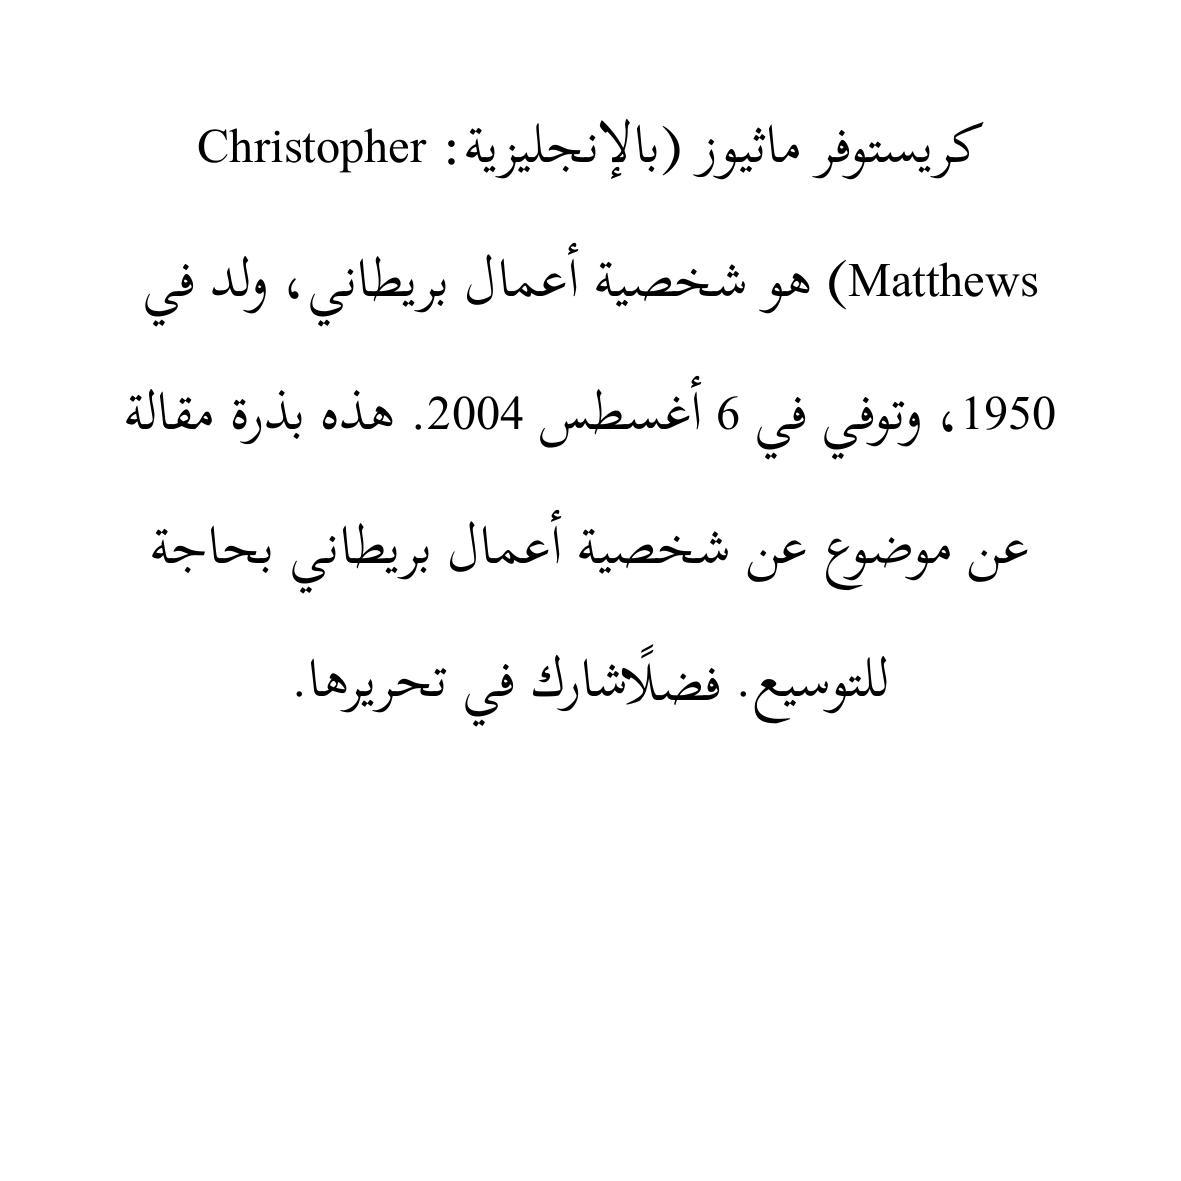 كريستوفر ماثيوز (بالإنجليزية: Christopher
Matthews) هو شخصية أعمال بريطاني، ولد في
1950، وتوفي في 6 أغسطس 2004. هذه بذرة مقالة
عن موضوع عن شخصية أعمال بريطاني بحاجة
للتوسيع. فضلًاشارك في تحريرها.